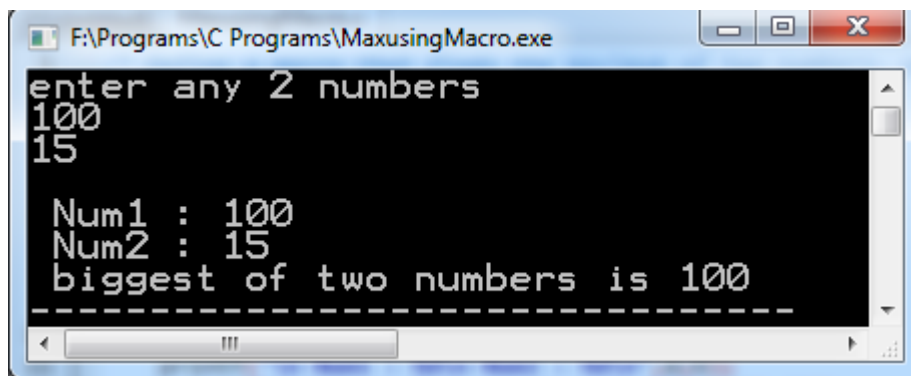 F:\Programs\C Programs\MaxusingMacro.exe
enter any 2 numbers
100
15
Num1 : 100
Num2 : 15
biggest of two numbers is 100
---------------------------------